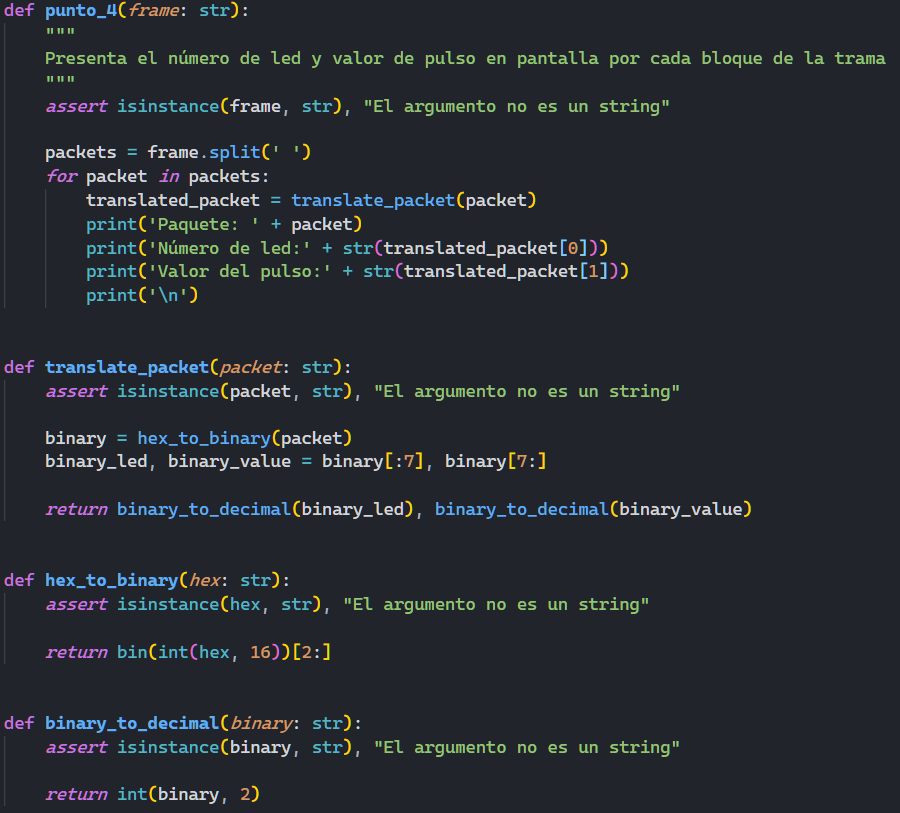 def punto_4(frame: str):
    """
    Presenta el número de led y valor de pulso en pantalla por cada bloque de la trama
    """
    assert isinstance(frame, str), "El argumento no es un string"

    packets = frame.split(' ')
    for packet in packets:
        translated_packet = translate_packet(packet)
        print('Paquete: ' + packet)
        print('Número de led:' + str(translated_packet[0]))
        print('Valor del pulso:' + str(translated_packet[1]))
        print('\n')


def translate_packet(packet: str):
    assert isinstance(packet, str), "El argumento no es un string"

    binary = hex_to_binary(packet)
    binary_led, binary_value = binary[:7], binary[7:]

    return binary_to_decimal(binary_led), binary_to_decimal(binary_value)


def hex_to_binary(hex: str):
    assert isinstance(hex, str), "El argumento no es un string"

    return bin(int(hex, 16))[2:]


def binary_to_decimal(binary: str):
    assert isinstance(binary, str), "El argumento no es un string"

    return int(binary, 2)